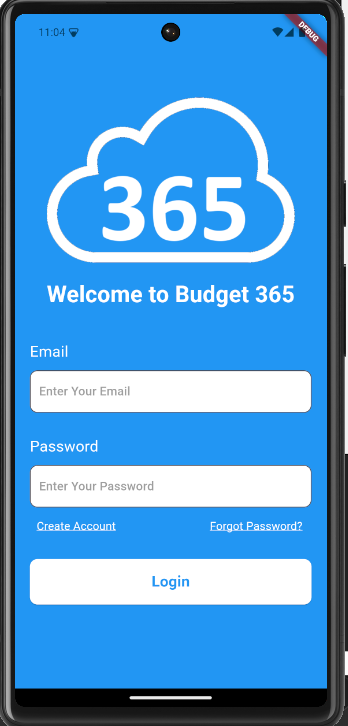 11:04
DEBUG
365
Welcome to Budget 365
Email
Enter Your Email
Password
Enter Your Password
Create Account
Forgot Password?
Login